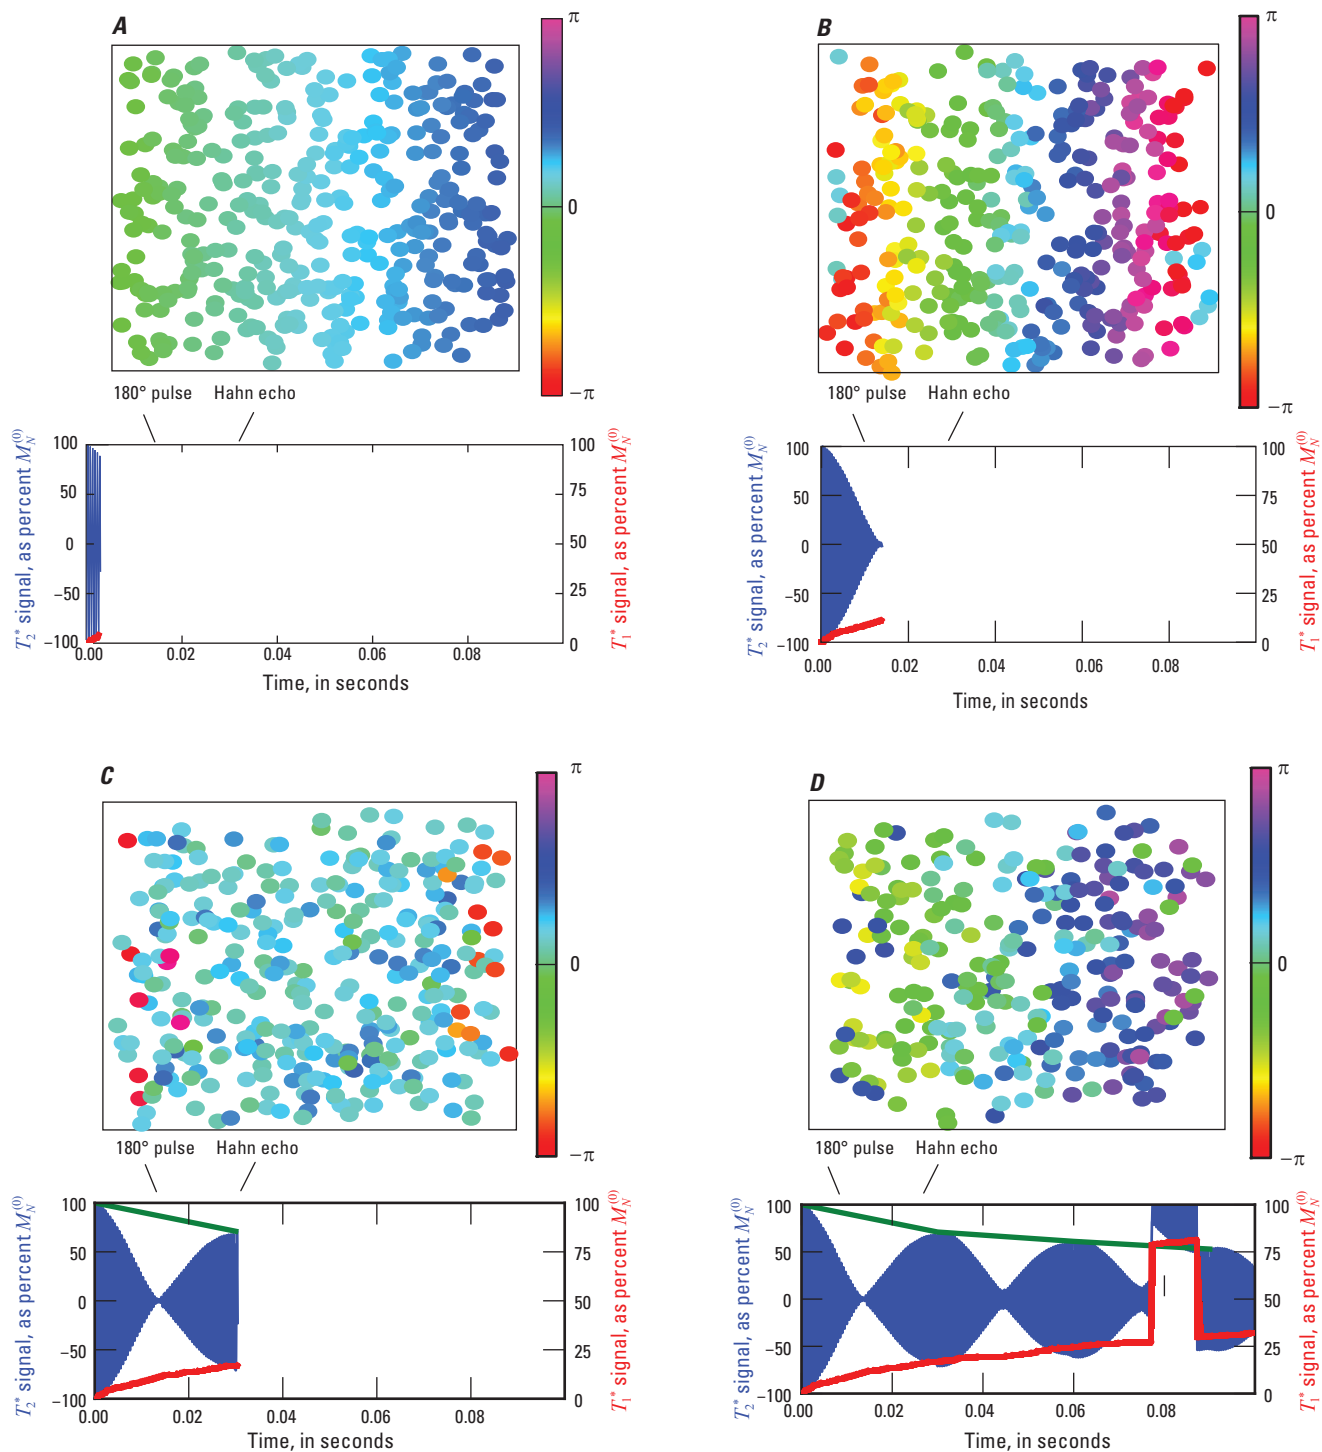 A
π
0
−π
180° pulse
Hahn echo
T₂* signal, as percent M_N^(0)
100
50
0
−50
−100
100
75
50
25
0
T₁* signal, as percent M_N^(0)
0.00
0.02
0.04
0.06
0.08
Time, in seconds
B
π
0
−π
180° pulse
Hahn echo
T₂* signal, as percent M_N^(0)
100
50
0
−50
−100
100
75
50
25
0
T₁* signal, as percent M_N^(0)
0.00
0.02
0.04
0.06
0.08
Time, in seconds
C
π
0
−π
180° pulse
Hahn echo
T₂* signal, as percent M_N^(0)
100
50
0
−50
−100
100
75
50
25
0
T₁* signal, as percent M_N^(0)
0.00
0.02
0.04
0.06
0.08
Time, in seconds
D
π
0
−π
180° pulse
Hahn echo
T₂* signal, as percent M_N^(0)
100
50
0
−50
−100
100
75
50
25
0
T₁* signal, as percent M_N^(0)
0.00
0.02
0.04
0.06
0.08
Time, in seconds